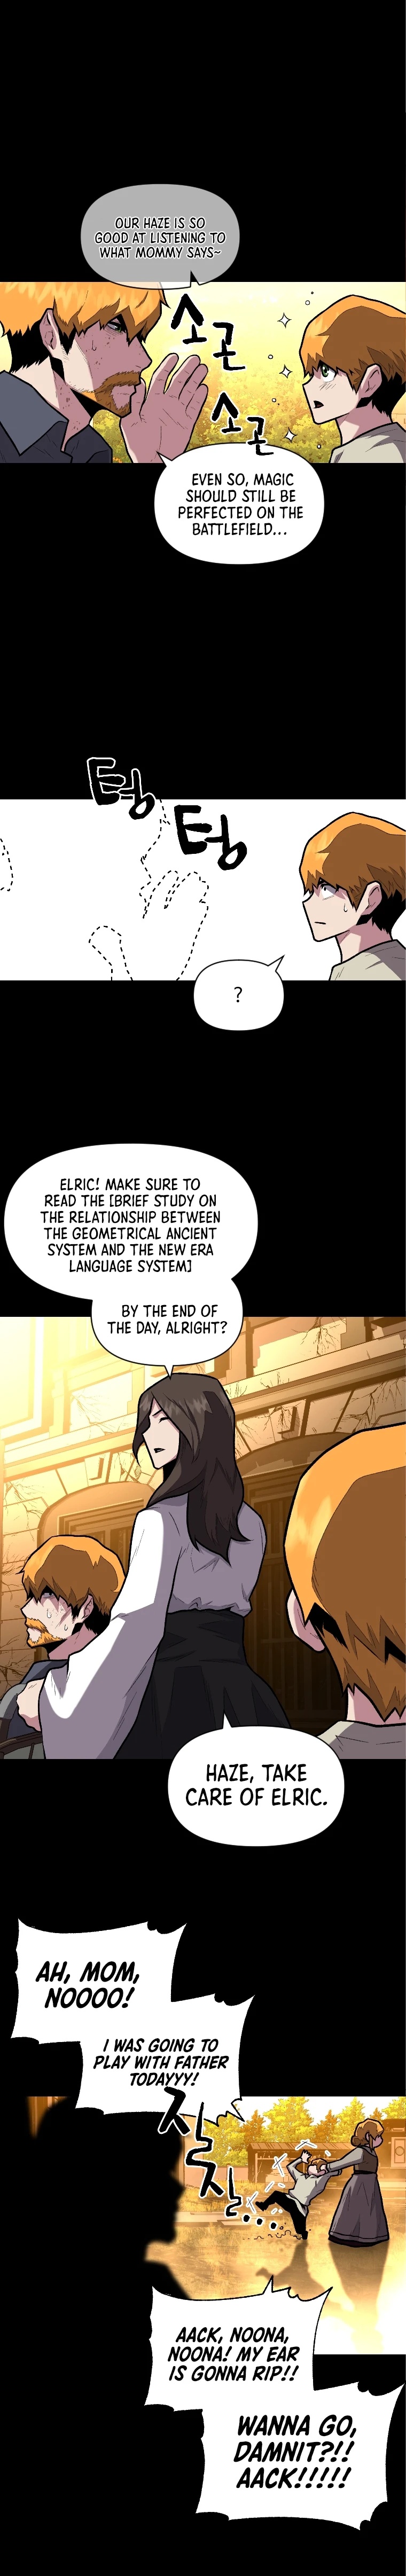 OUR HAZE IS SO
GOOD AT LISTENING TO
WHAT MOMMY SAYS~
소곤
소곤
EVEN SO, MAGIC
SHOULD STILL BE
PERFECTED ON THE
BATTLEFIELD...
텅
텅
?
ELRIC! MAKE SURE TO
READ THE [BRIEF STUDY ON
THE RELATIONSHIP BETWEEN
THE GEOMETRICAL ANCIENT
SYSTEM AND THE NEW ERA
LANGUAGE SYSTEM]
BY THE END OF
THE DAY, ALRIGHT?
HAZE, TAKE
CARE OF ELRIC.
AH, MOM,
NOOOO!
I WAS GOING TO
PLAY WITH FATHER
TODAYYY!
질
질...
AACK, NOONA,
NOONA! MY EAR
IS GONNA RIP!!
WANNA GO,
DAMNIT?!!
AACK!!!!!